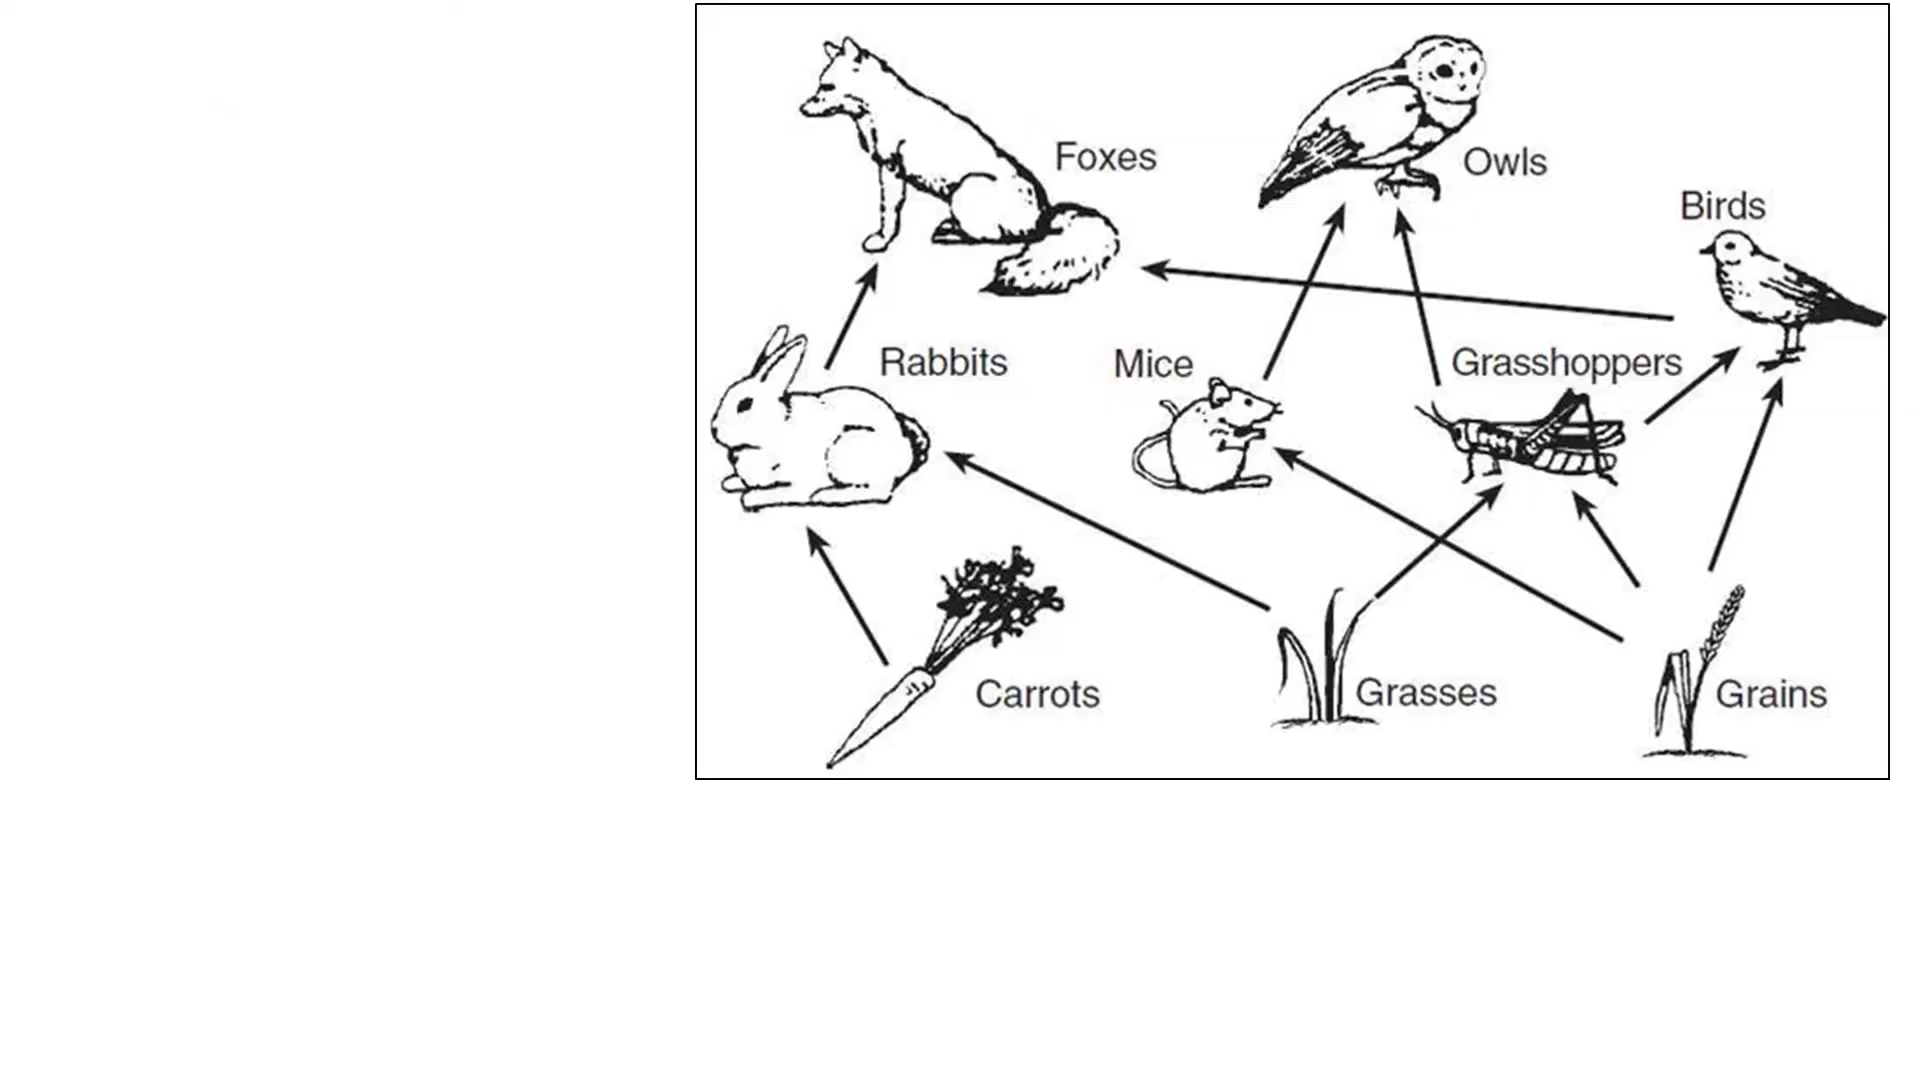 Foxes
Owls
Birds
Rabbits
Mice
Grasshoppers
Carrots
Grasses
Grains